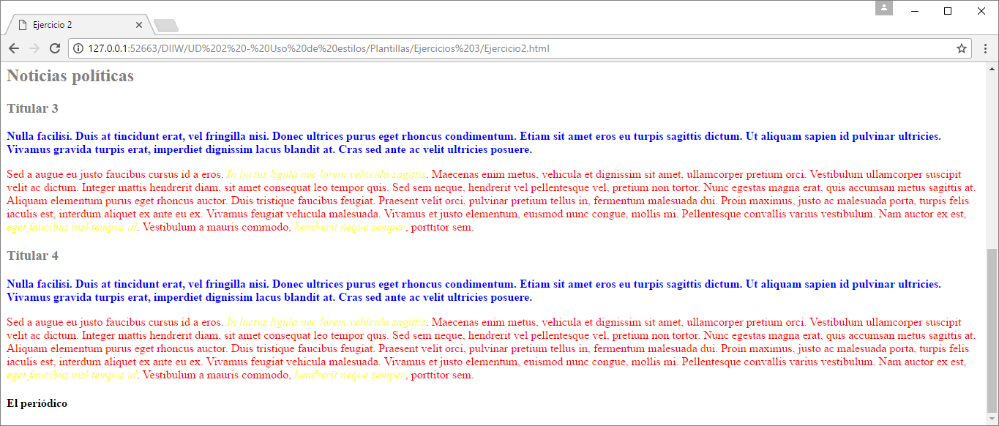 Ejercicio 2
127.0.0.1:52663/DIIW/UD%202%20-%20Uso%20de%20estilos/Plantillas/Ejercicios%203/Ejercicio2.html
Noticias políticas
Titular 3
Nulla facilisi. Duis at tincidunt erat, vel fringilla nisi. Donec ultrices purus eget rhoncus condimentum. Etiam sit amet eros eu turpis sagittis dictum. Ut aliquam sapien id pulvinar ultricies.
Vivamus gravida turpis erat, imperdiet dignissim lacus blandit at. Cras sed ante ac velit ultricies posuere.
Sed a augue eu justo faucibus cursus id a eros. In luctus ligula nec lorem vehicula sagittis. Maecenas enim metus, vehicula et dignissim sit amet, ullamcorper pretium orci. Vestibulum ullamcorper suscipit
velit ac dictum. Integer mattis hendrerit diam, sit amet consequat leo tempor quis. Sed sem neque, hendrerit vel pellentesque vel, pretium non tortor. Nunc egestas magna erat, quis accumsan metus sagittis at.
Aliquam elementum purus eget rhoncus auctor. Duis tristique faucibus feugiat. Praesent velit orci, pulvinar pretium tellus in, fermentum malesuada dui. Proin maximus, justo ac malesuada porta, turpis felis
iaculis est, interdum aliquet ex ante eu ex. Vivamus feugiat vehicula malesuada. Vivamus et justo elementum, euismod nunc congue, mollis mi. Pellentesque convallis varius vestibulum. Nam auctor ex est,
eget faucibus nisl tempus id. Vestibulum a mauris commodo, hendrerit neque semper, porttitor sem.
Titular 4
Nulla facilisi. Duis at tincidunt erat, vel fringilla nisi. Donec ultrices purus eget rhoncus condimentum. Etiam sit amet eros eu turpis sagittis dictum. Ut aliquam sapien id pulvinar ultricies.
Vivamus gravida turpis erat, imperdiet dignissim lacus blandit at. Cras sed ante ac velit ultricies posuere.
Sed a augue eu justo faucibus cursus id a eros. In luctus ligula nec lorem vehicula sagittis. Maecenas enim metus, vehicula et dignissim sit amet, ullamcorper pretium orci. Vestibulum ullamcorper suscipit
velit ac dictum. Integer mattis hendrerit diam, sit amet consequat leo tempor quis. Sed sem neque, hendrerit vel pellentesque vel, pretium non tortor. Nunc egestas magna erat, quis accumsan metus sagittis at.
Aliquam elementum purus eget rhoncus auctor. Duis tristique faucibus feugiat. Praesent velit orci, pulvinar pretium tellus in, fermentum malesuada dui. Proin maximus, justo ac malesuada porta, turpis felis
iaculis est, interdum aliquet ex ante eu ex. Vivamus feugiat vehicula malesuada. Vivamus et justo elementum, euismod nunc congue, mollis mi. Pellentesque convallis varius vestibulum. Nam auctor ex est,
eget faucibus nisl tempus id. Vestibulum a mauris commodo, hendrerit neque semper, porttitor sem.
El periódico